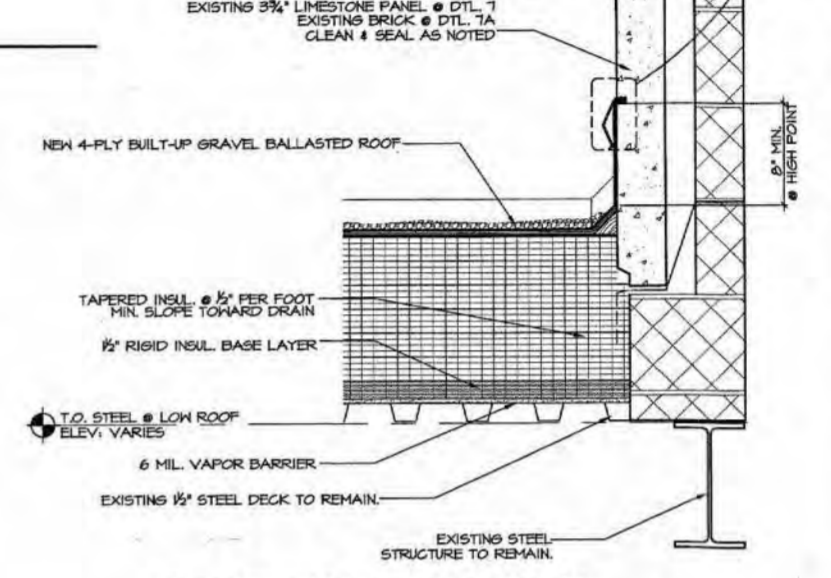 EXISTING 3¾" LIMESTONE PANEL @ DTL. 7
EXISTING BRICK @ DTL. 7A
CLEAN & SEAL AS NOTED
NEW 4-PLY BUILT-UP GRAVEL BALLASTED ROOF
8" MIN.
@ HIGH POINT
TAPERED INSUL. @ ½" PER FOOT
MIN. SLOPE TOWARD DRAIN
1½" RIGID INSUL. BASE LAYER
T.O. STEEL @ LOW ROOF
ELEV: VARIES
6 MIL. VAPOR BARRIER
EXISTING 1½" STEEL DECK TO REMAIN.
EXISTING STEEL
STRUCTURE TO REMAIN.